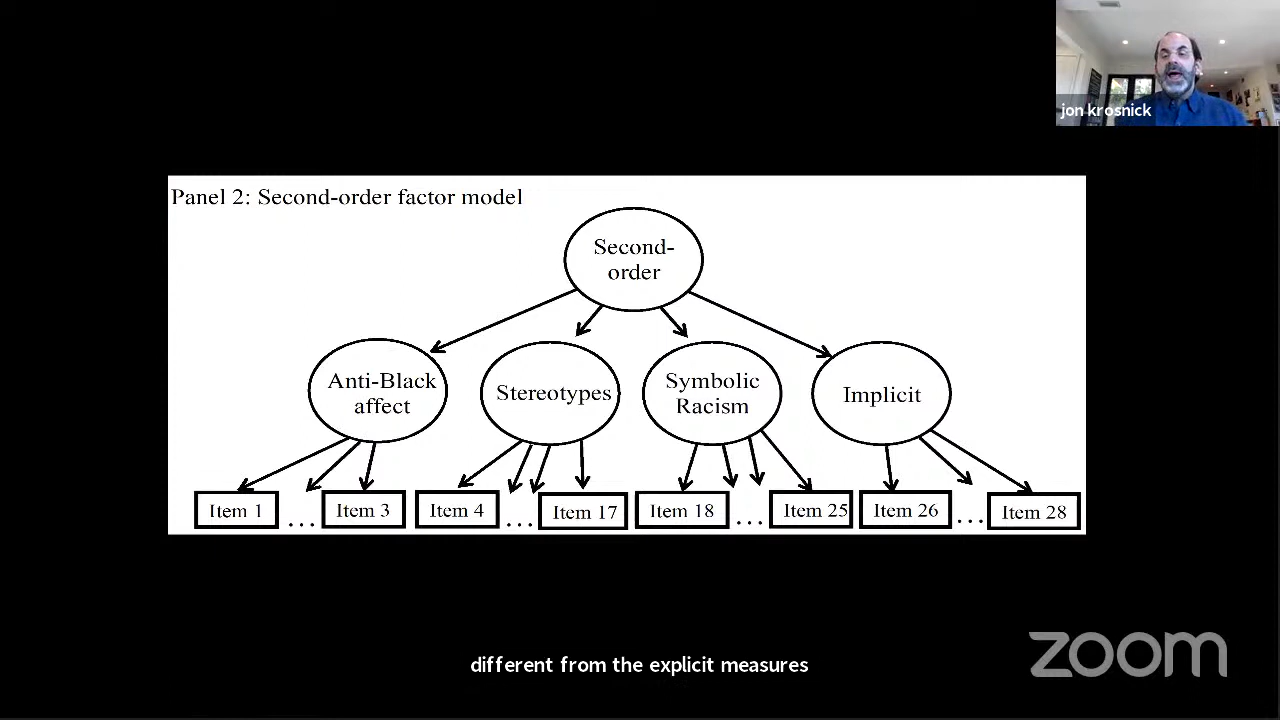 jon krosnick
Panel 2: Second-order factor model
Second-
order
Anti-Black
affect
Stereotypes
Symbolic
Racism
Implicit
Item 1
...
Item 3
Item 4
...
Item 17
Item 18
...
Item 25
Item 26
...
Item 28
different from the explicit measures
zoom